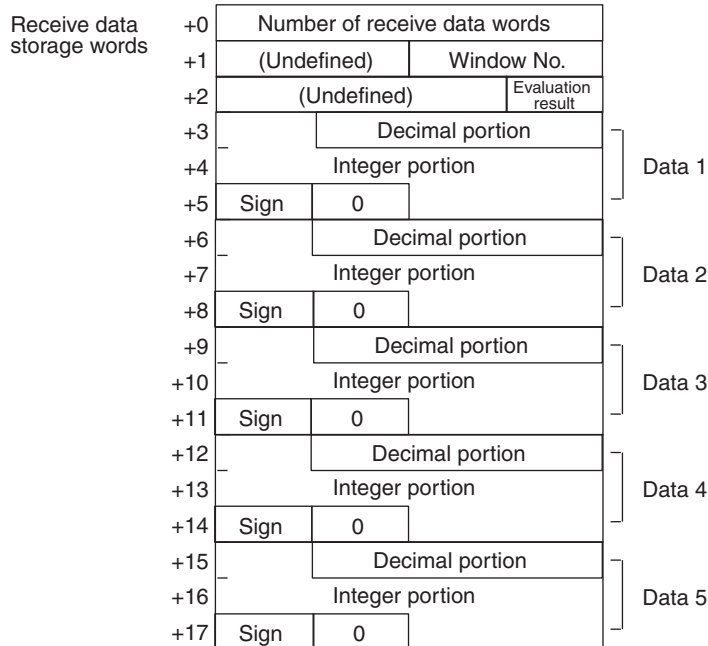 Receive data
storage words
+0 Number of receive data words
+1 (Undefined) Window No.
+2 (Undefined) Evaluation
result
+3 Decimal portion
+4 Integer portion Data 1
+5 Sign 0
+6 Decimal portion
+7 Integer portion Data 2
+8 Sign 0
+9 Decimal portion
+10 Integer portion Data 3
+11 Sign 0
+12 Decimal portion
+13 Integer portion Data 4
+14 Sign 0
+15 Decimal portion
+16 Integer portion Data 5
+17 Sign 0